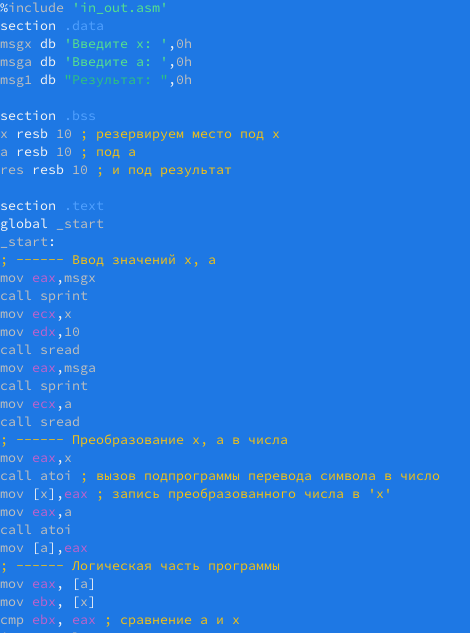 %include 'in_out.asm'
section .data
msgx db 'Введите x: ',0h
msga db 'Введите a: ',0h
msg1 db "Результат: ",0h
section .bss
x resb 10 ; резервируем место под x
a resb 10 ; под a
res resb 10 ; и под результат
section .text
global _start
_start:
; ------ Ввод значений x, a
mov eax,msgx
call sprint
mov ecx,x
mov edx,10
call sread
mov eax,msga
call sprint
mov ecx,a
call sread
; ------ Преобразование x, a в числа
mov eax,x
call atoi ; вызов подпрограммы перевода символа в число
mov [x],eax ; запись преобразованного числа в 'x'
mov eax,a
call atoi
mov [a],eax
; ------ Логическая часть программы
mov eax, [a]
mov ebx, [x]
cmp ebx, eax ; сравнение a и x